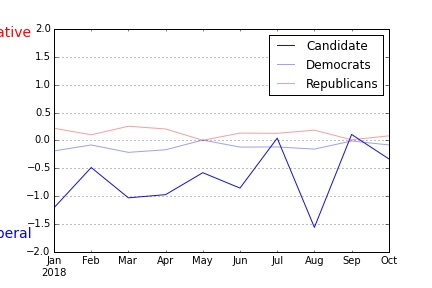 ative
2.0
Candidate
Democrats
Republicans
1.5
1.0
0.5
0.0
−0.5
−1.0
−1.5
beral
−2.0
Jan Feb Mar Apr May Jun Jul Aug Sep Oct
2018